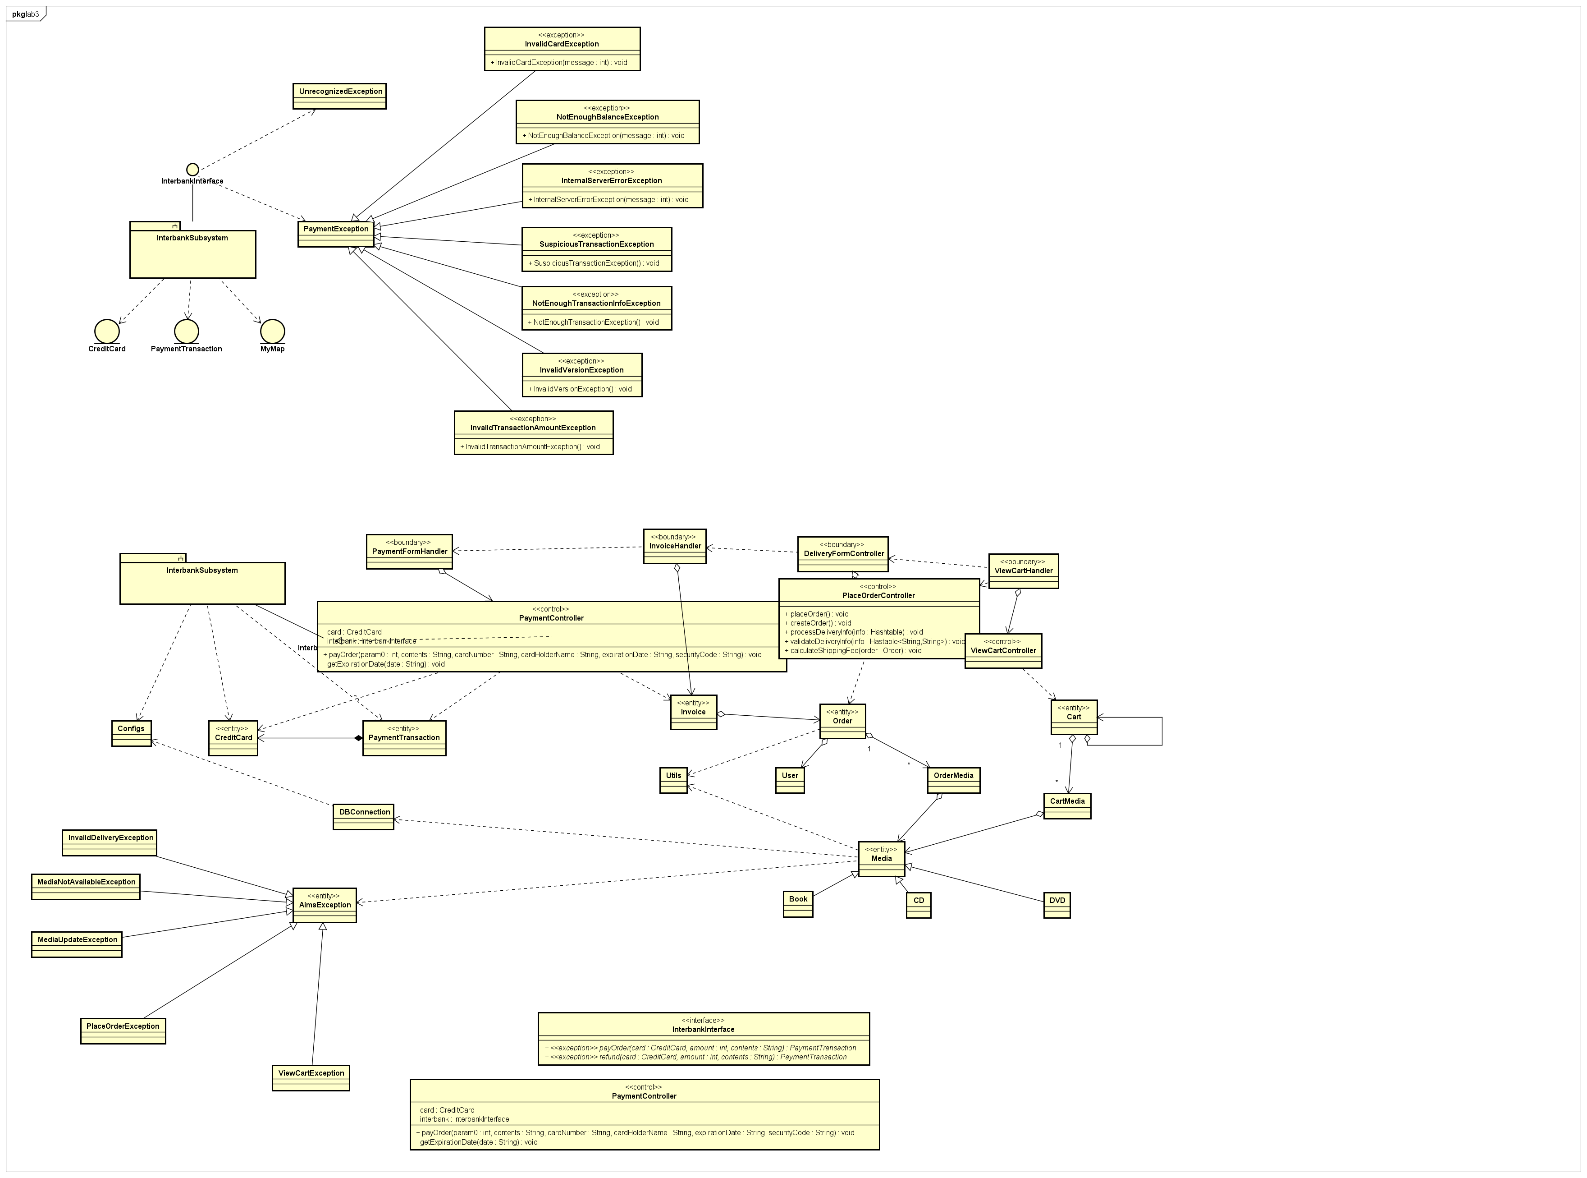 pkg lab3
<<exception>>
InvalidCardException
+ InvalidCardException(message : int) : void
UnrecognizedException
<<exception>>
NotEnoughBalanceException
+ NotEnoughBalanceException(message : int) : void
InterbankInterface
<<exception>>
InternalServerErrorException
+ InternalServerErrorException(message : int) : void
PaymentException
InterbankSubsystem
<<exception>>
SuspiciousTransactionException
+ SuspiciousTransactionException() : void
<<exception>>
NotEnoughTransactionInfoException
+ NotEnoughTransactionException() : void
CreditCard
PaymentTransaction
MyMap
<<exception>>
InvalidVersionException
+ InvalidVersionException() : void
<<exception>>
InvalidTransactionAmountException
+ InvalidTransactionAmountException() : void
<<boundary>>
PaymentFormHandler
<<boundary>>
InvoiceHandler
<<boundary>>
DeliveryFormController
<<boundary>>
ViewCartHandler
InterbankSubsystem
<<control>>
PlaceOrderController
+ placeOrder() : void
+ createOrder() : void
+ processDeliveryInfo(info : Hashtable) : void
+ validateDeliveryInfo(info : Hastable<String,String>) : void
+ calculateShippingFee(order : Order) : void
<<control>>
PaymentController
card : CreditCard
interbank : InterbankInterface
+ payOrder(param0 : int, contents : String, cardNumber : String, cardHolderName : String, expirationDate : String, securityCode : String) : void
getExpirationDate(date : String) : void
Interb
<<control>>
ViewCartController
Configs
<<entity>>
CreditCard
<<entity>>
PaymentTransaction
<<entity>>
Invoice
<<entity>>
Order
<<entity>>
Cart
1
1
*
*
Utils
User
OrderMedia
CartMedia
DBConnection
InvalidDeliveryException
<<entity>>
Media
MediaNotAvailableException
<<entity>>
AimsException
Book
CD
DVD
MediaUpdateException
PlaceOrderException
ViewCartException
<<interface>>
InterbankInterface
+ <<exception>> payOrder(card : CreditCard, amount : int, contents : String) : PaymentTransaction
+ <<exception>> refund(card : CreditCard, amount : int, contents : String) : PaymentTransaction
<<control>>
PaymentController
card : CreditCard
interbank : InterbankInterface
+ payOrder(param0 : int, contents : String, cardNumber : String, cardHolderName : String, expirationDate : String, securityCode : String) : void
getExpirationDate(date : String) : void